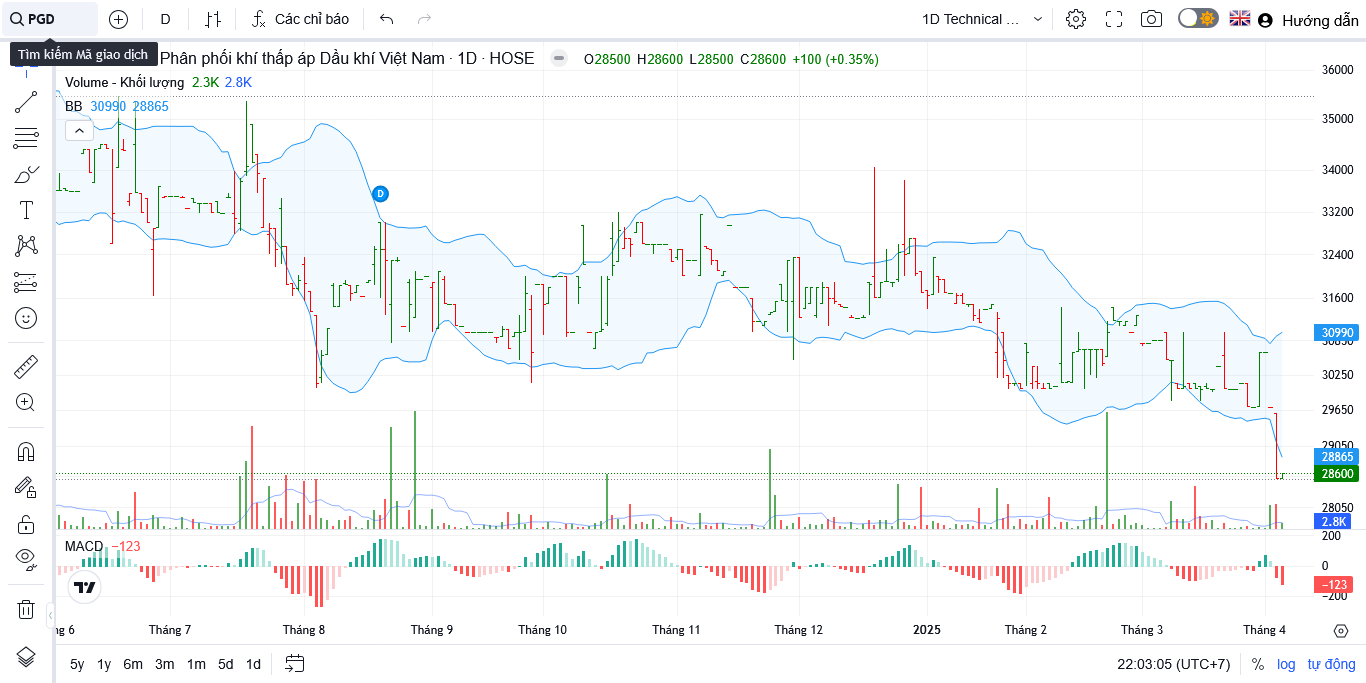 PGD
D
Các chỉ báo
1D Technical ...
Hướng dẫn
Tìm kiếm Mã giao dịch
Phân phối khí thấp áp Dầu khí Việt Nam · 1D · HOSE
O28500 H28600 L28500 C28600 +100 (+0.35%)
Volume - Khối lượng 2.3K 2.8K
BB 30990 28865
D
36000
35000
34000
33200
32400
31600
30990
30850
30250
29650
29050
28865
28600
28050
2.8K
MACD −123
200
0
−123
−200
ng 6
Tháng 7
Tháng 8
Tháng 9
Tháng 10
Tháng 11
Tháng 12
2025
Tháng 2
Tháng 3
Tháng 4
5y 1y 6m 3m 1m 5d 1d
22:03:05 (UTC+7)
% log tự động